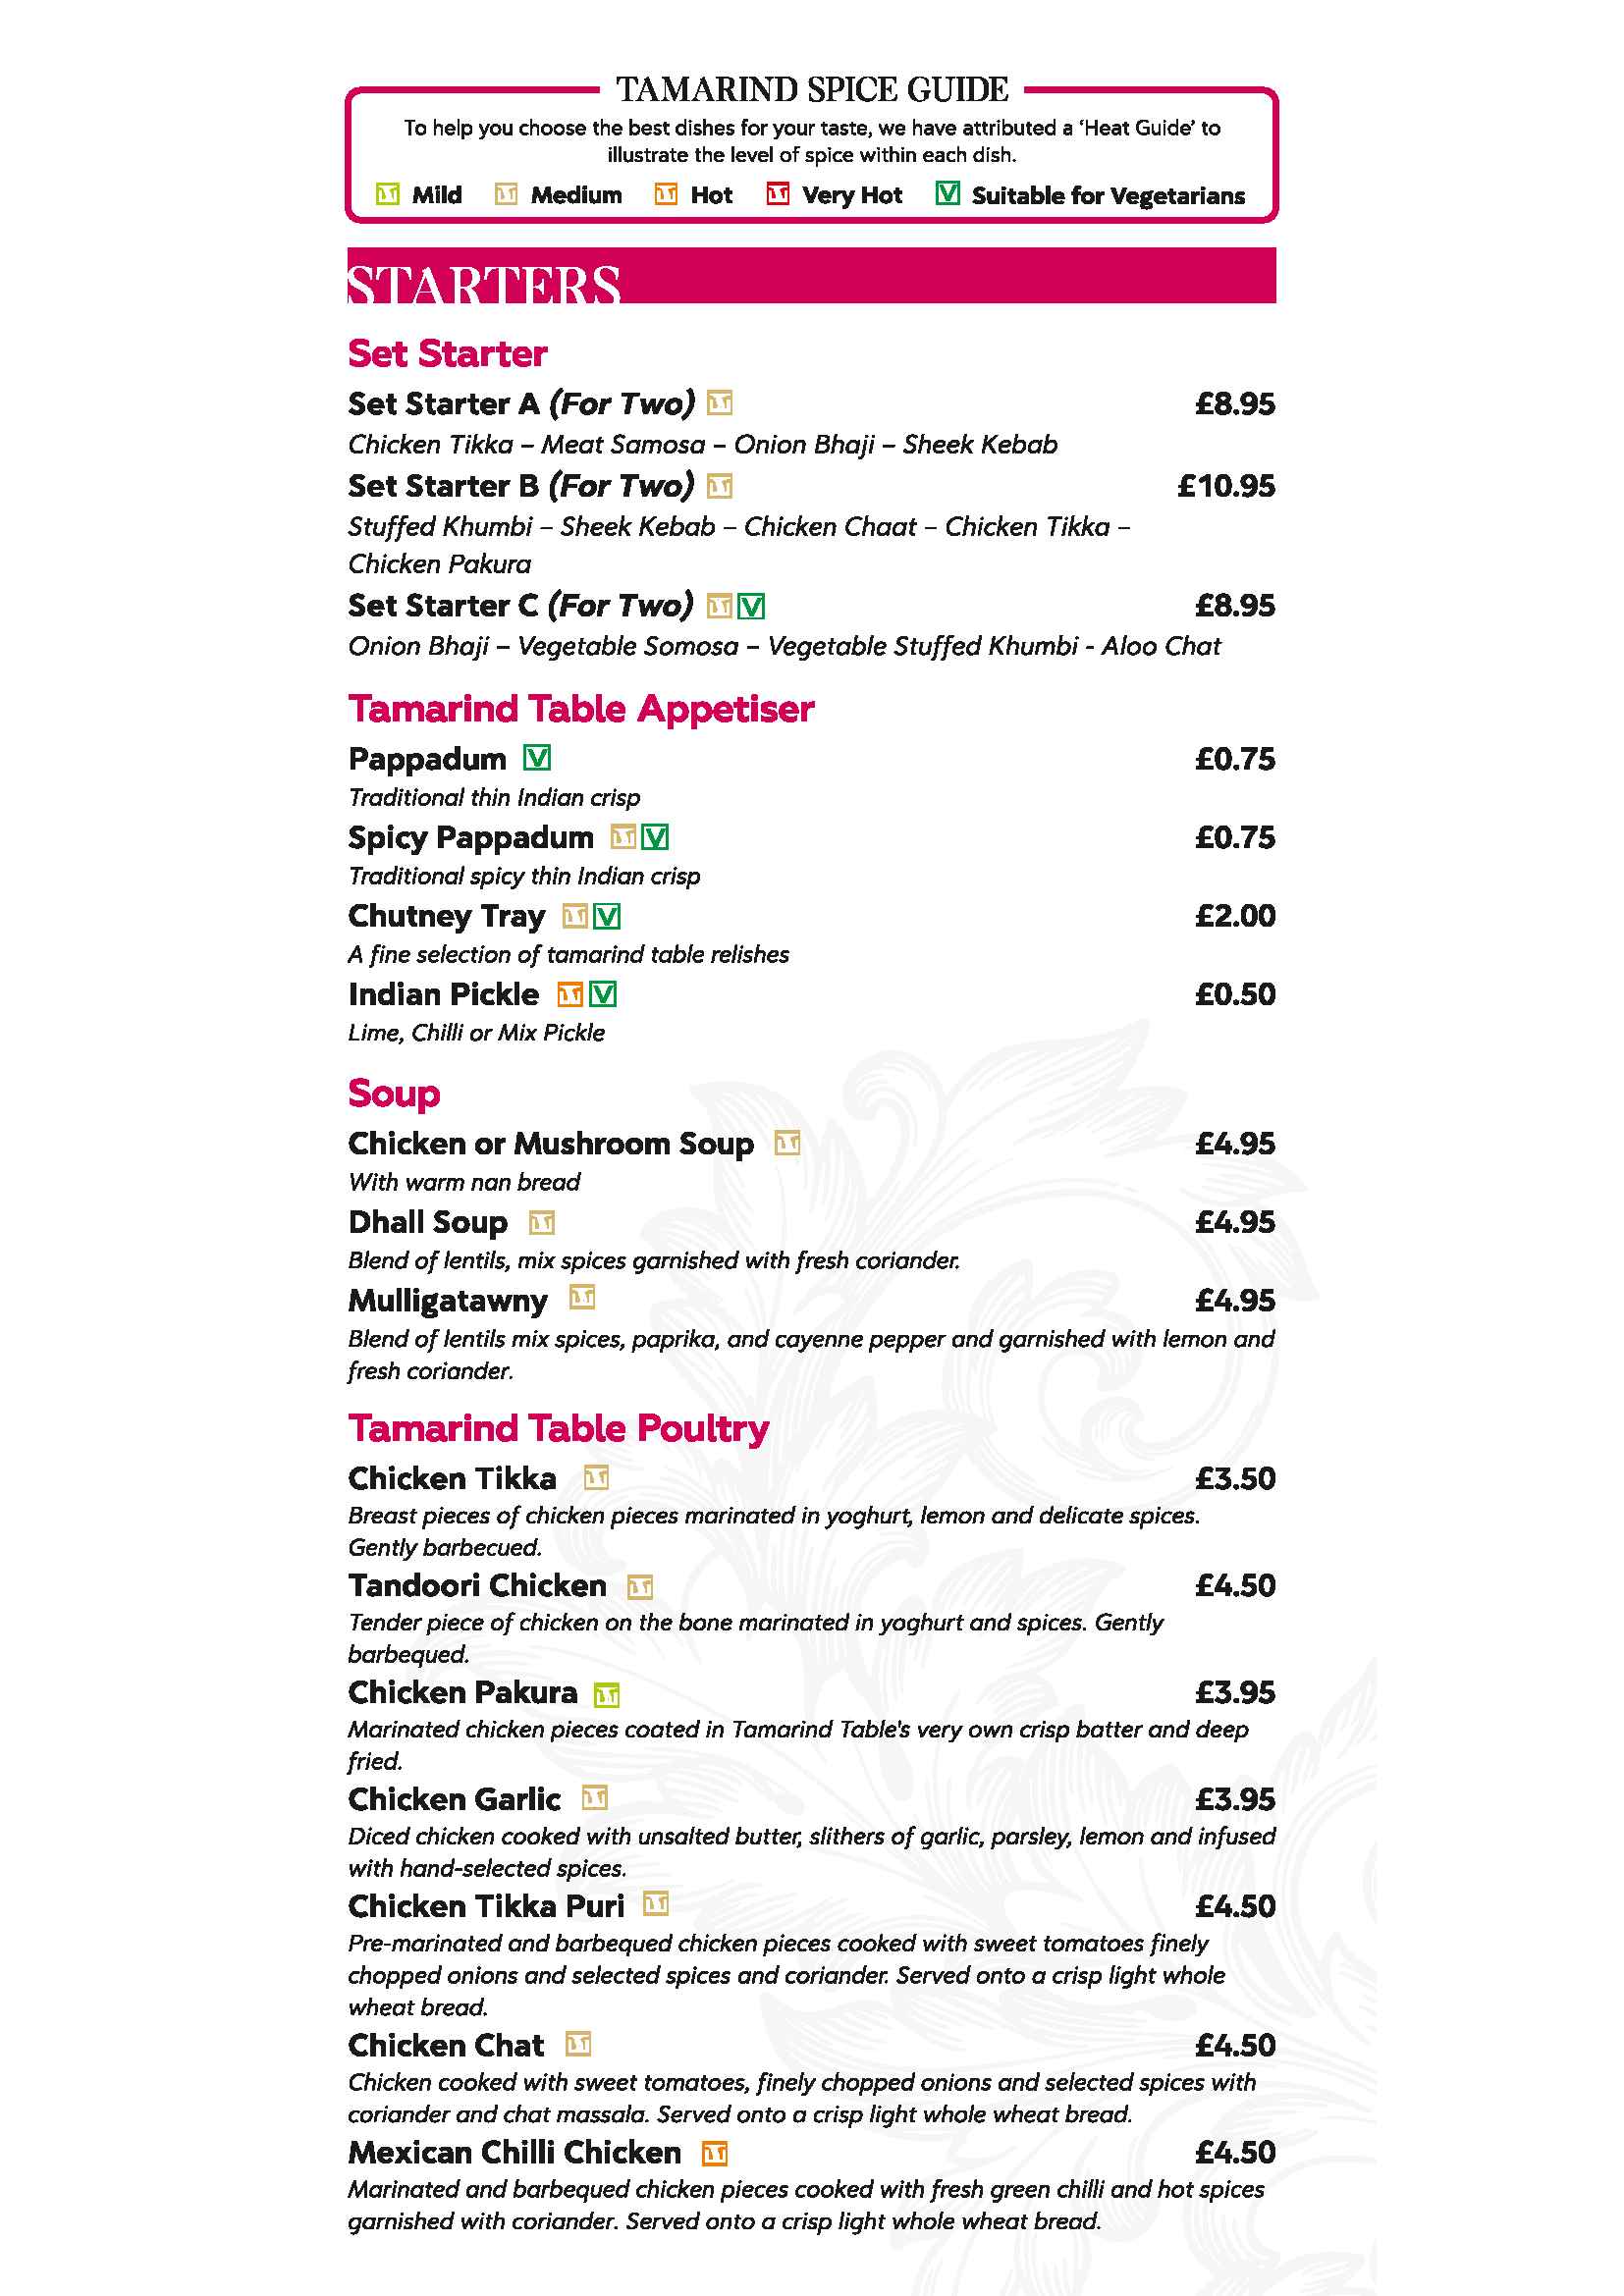 TAMARIND SPICE GUIDE
To help you choose the best dishes for your taste, we have attributed a ‘Heat Guide’ to
illustrate the level of spice within each dish.
Mild Medium Hot Very Hot V Suitable for Vegetarians
STARTERS
Set Starter
Set Starter A (For Two) £8.95
Chicken Tikka – Meat Samosa – Onion Bhaji – Sheek Kebab
Set Starter B (For Two) £10.95
Stuffed Khumbi – Sheek Kebab – Chicken Chaat – Chicken Tikka –
Chicken Pakura
Set Starter C (For Two) V £8.95
Onion Bhaji – Vegetable Somosa – Vegetable Stuffed Khumbi - Aloo Chat
Tamarind Table Appetiser
Pappadum V £0.75
Traditional thin Indian crisp
Spicy Pappadum V £0.75
Traditional spicy thin Indian crisp
Chutney Tray V £2.00
A fine selection of tamarind table relishes
Indian Pickle V £0.50
Lime, Chilli or Mix Pickle
Soup
Chicken or Mushroom Soup £4.95
With warm nan bread
Dhall Soup £4.95
Blend of lentils, mix spices garnished with fresh coriander.
Mulligatawny £4.95
Blend of lentils mix spices, paprika, and cayenne pepper and garnished with lemon and
fresh coriander.
Tamarind Table Poultry
Chicken Tikka £3.50
Breast pieces of chicken pieces marinated in yoghurt, lemon and delicate spices.
Gently barbecued.
Tandoori Chicken £4.50
Tender piece of chicken on the bone marinated in yoghurt and spices. Gently
barbequed.
Chicken Pakura £3.95
Marinated chicken pieces coated in Tamarind Table's very own crisp batter and deep
fried.
Chicken Garlic £3.95
Diced chicken cooked with unsalted butter, slithers of garlic, parsley, lemon and infused
with hand-selected spices.
Chicken Tikka Puri £4.50
Pre-marinated and barbequed chicken pieces cooked with sweet tomatoes finely
chopped onions and selected spices and coriander. Served onto a crisp light whole
wheat bread.
Chicken Chat £4.50
Chicken cooked with sweet tomatoes, finely chopped onions and selected spices with
coriander and chat massala. Served onto a crisp light whole wheat bread.
Mexican Chilli Chicken £4.50
Marinated and barbequed chicken pieces cooked with fresh green chilli and hot spices
garnished with coriander. Served onto a crisp light whole wheat bread.